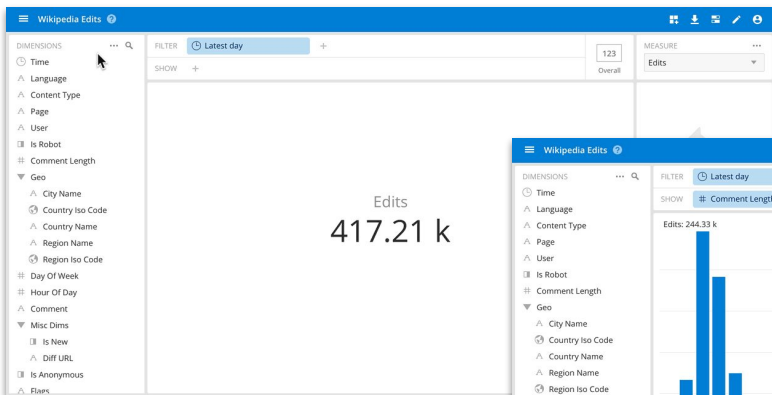 Wikipedia Edits ?
DIMENSIONS
Time
Language
Content Type
Page
User
Is Robot
# Comment Length
Geo
City Name
Country Iso Code
Country Name
Region Name
Region Iso Code
# Day Of Week
# Hour Of Day
Comment
Misc Dims
Is New
Diff URL
Is Anonymous
Flags
FILTER Latest day +
SHOW +
123
Overall
MEASURE
Edits
Edits
417.21 k
Wikipedia Edits ?
DIMENSIONS
Time
Language
Content Type
Page
User
Is Robot
# Comment Length
Geo
City Name
Country Iso Code
Country Name
Region Name
Region Iso Code
FILTER Latest day
SHOW # Comment Length
Edits: 244.33 k